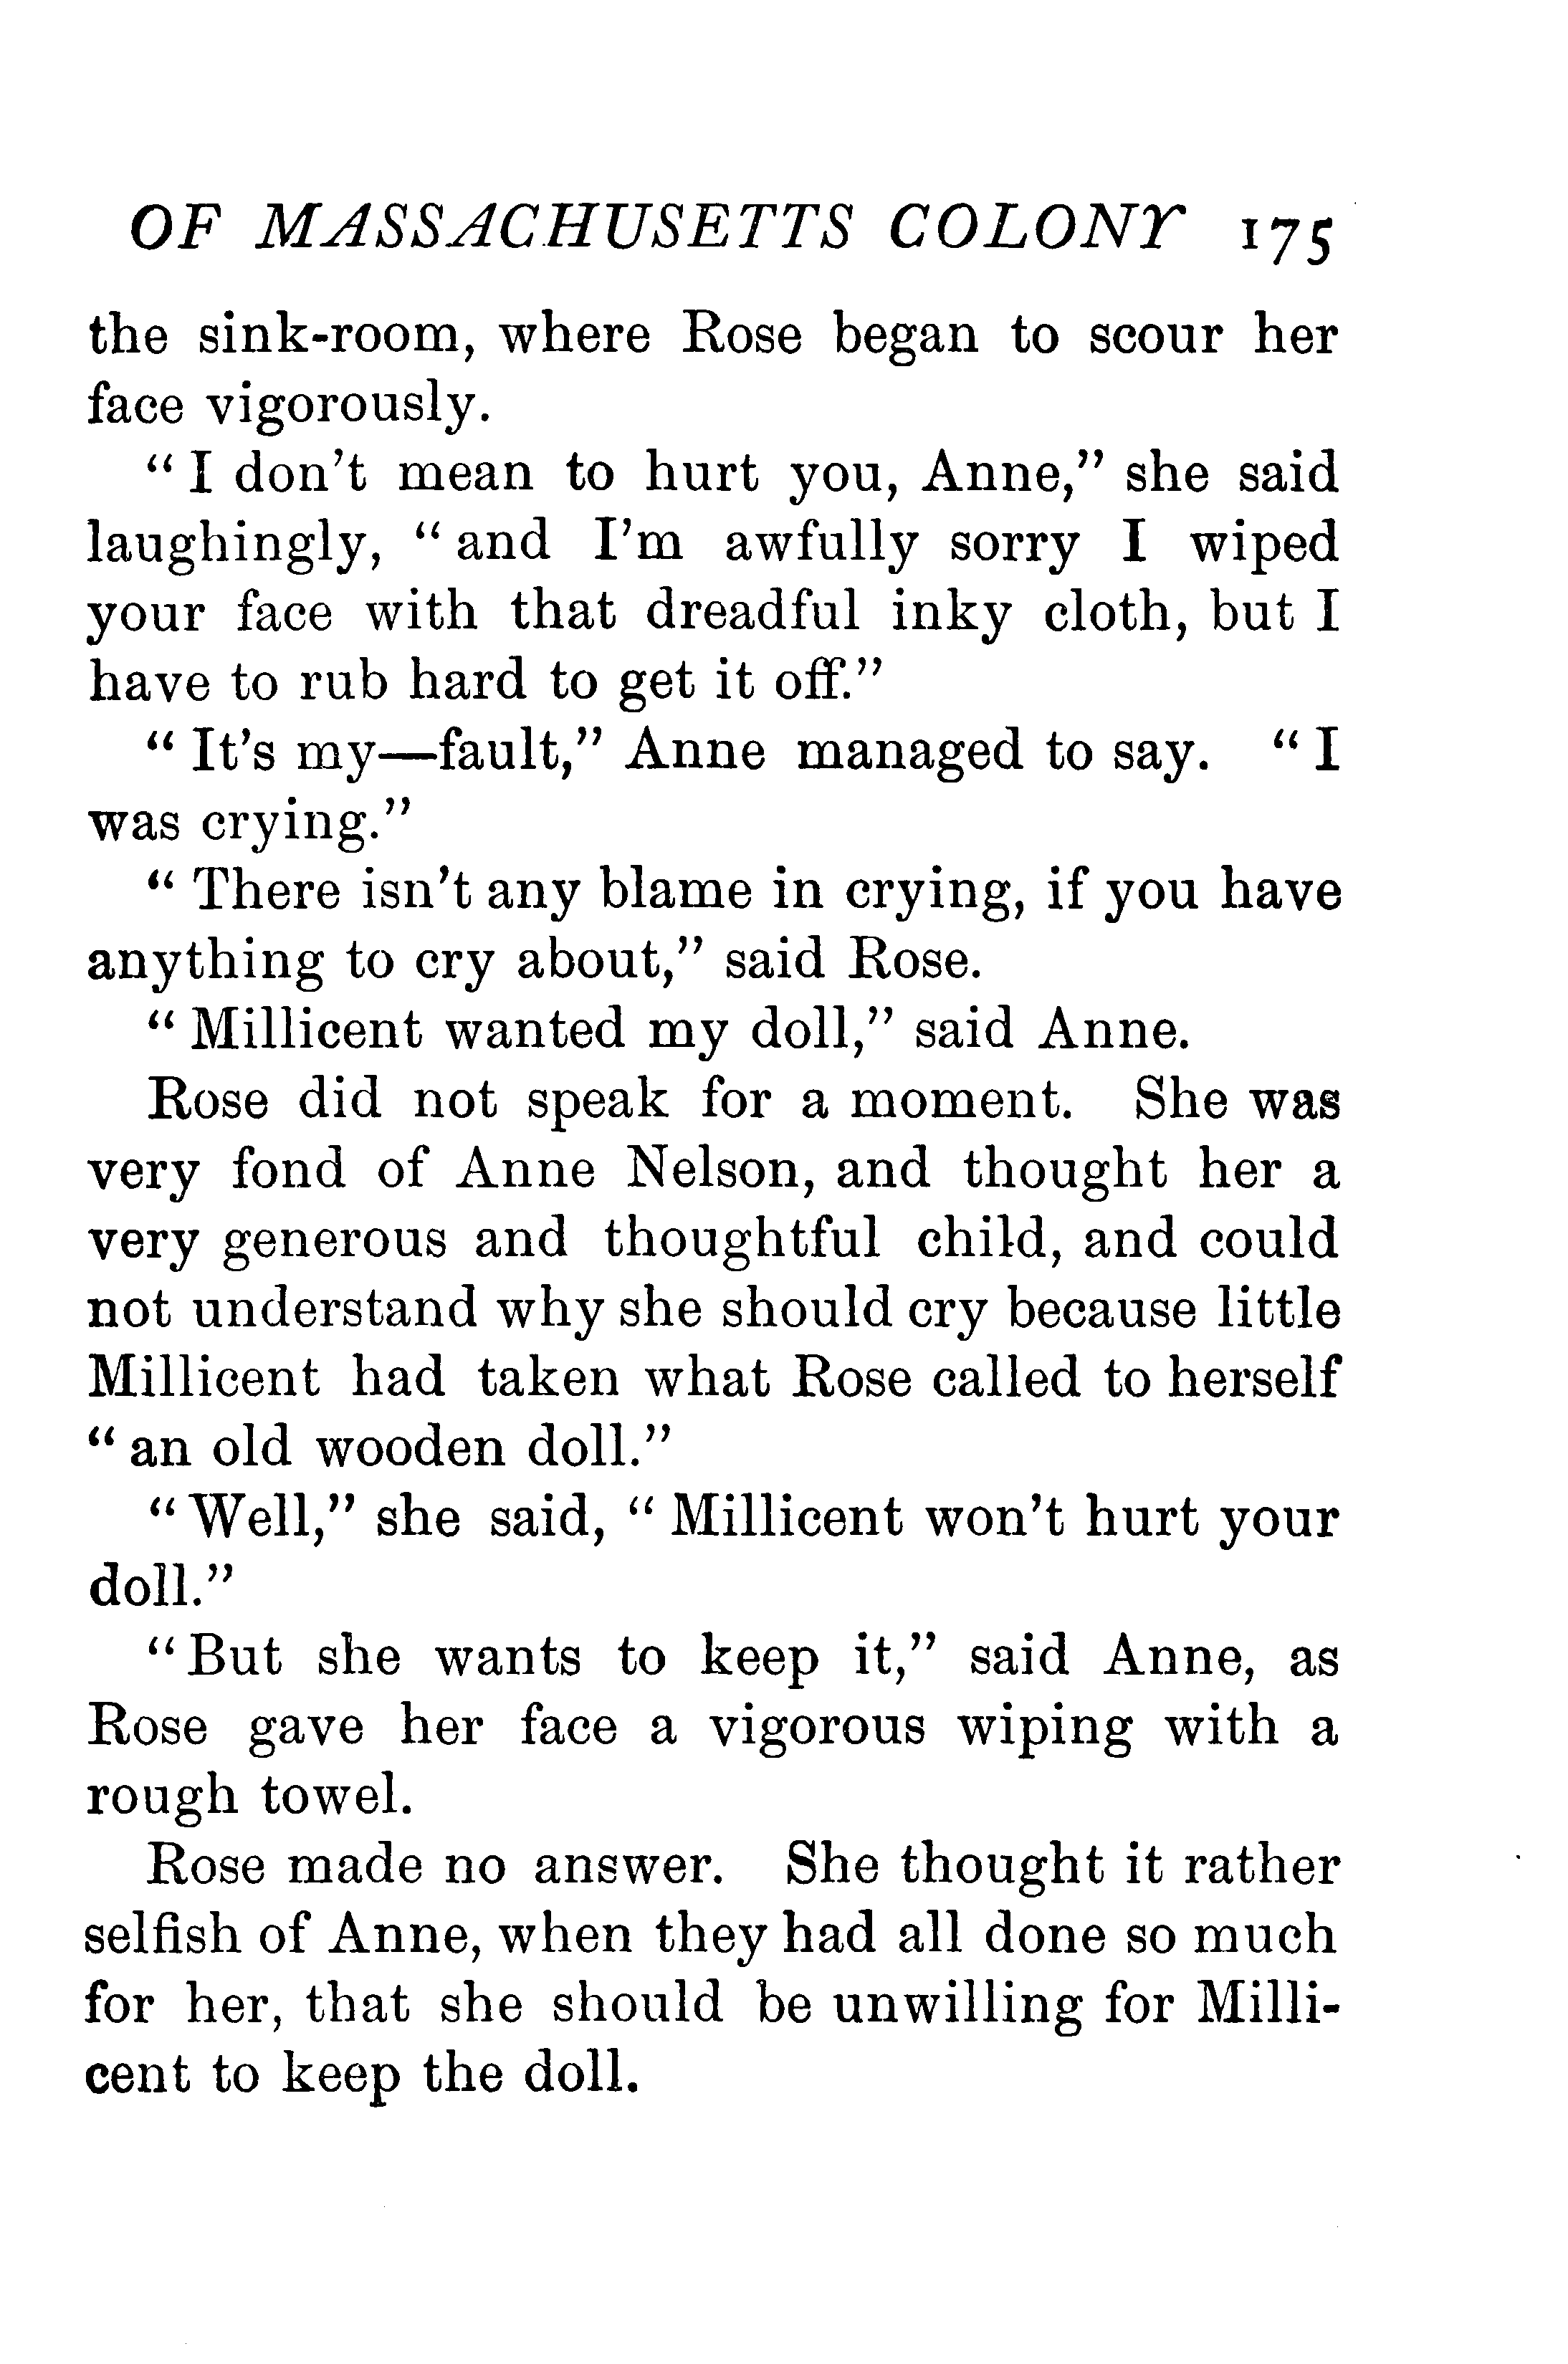 OF MASSACHUSETTS COLONY 175
the sink-room, where Rose began to scour her
face vigorously.
“ I don’t mean to hurt you, Anne,” she said
laughingly, “ and I’m awfully sorry I wiped
your face with that dreadful inky cloth, but I
have to rub hard to get it off.”
“ It’s my—fault,” Anne managed to say. “ I
was crying.”
“ There isn’t any blame in crying, if you have
anything to cry about,” said Rose.
“ Millicent wanted my doll,” said Anne.
Rose did not speak for a moment. She was
very fond of Anne Nelson, and thought her a
very generous and thoughtful child, and could
not understand why she should cry because little
Millicent had taken what Rose called to herself
“ an old wooden doll.”
“ Well,” she said, “ Millicent won’t hurt your
doll.”
“ But she wants to keep it,” said Anne, as
Rose gave her face a vigorous wiping with a
rough towel.
Rose made no answer. She thought it rather
selfish of Anne, when they had all done so much
for her, that she should be unwilling for Milli-
cent to keep the doll.